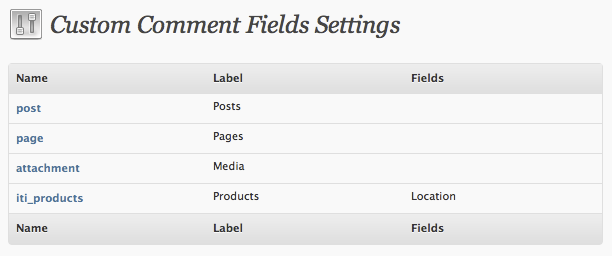 Custom Comment Fields Settings
Name Label Fields
post Posts
page Pages
attachment Media
iti_products Products Location
Name Label Fields